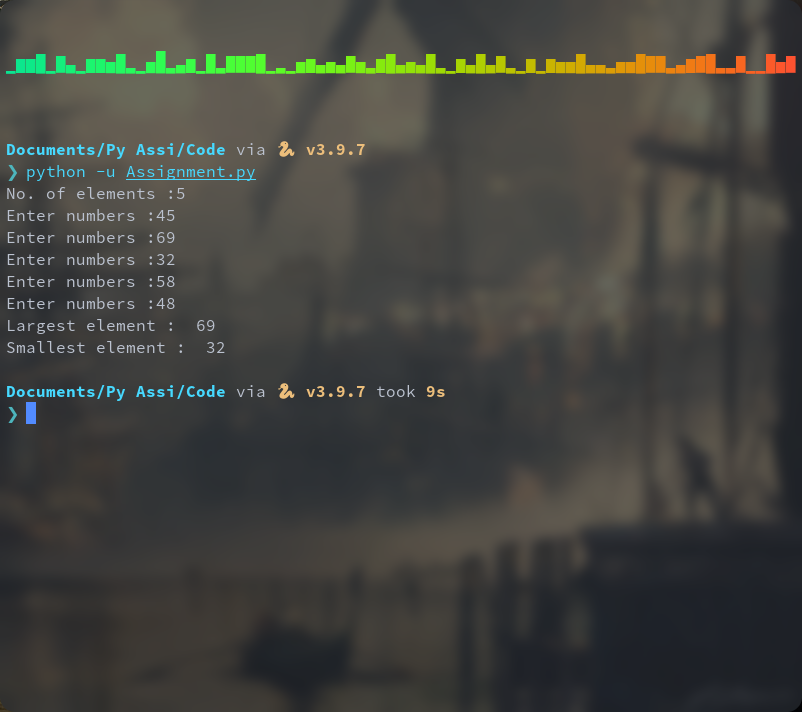 Documents/Py Assi/Code via 🐍 v3.9.7
❯ python -u Assignment.py
No. of elements :5
Enter numbers :45
Enter numbers :69
Enter numbers :32
Enter numbers :58
Enter numbers :48
Largest element :  69
Smallest element :  32
Documents/Py Assi/Code via 🐍 v3.9.7 took 9s
❯